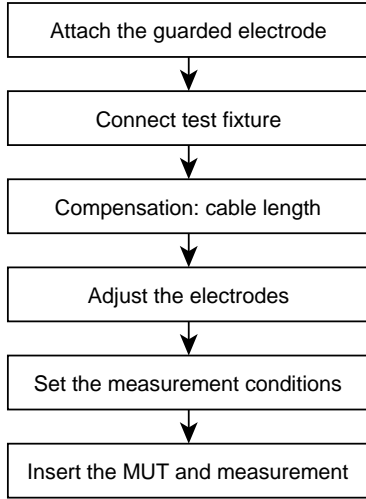 Attach the guarded electrode
Connect test fixture
Compensation: cable length
Adjust the electrodes
Set the measurement conditions
Insert the MUT and measurement